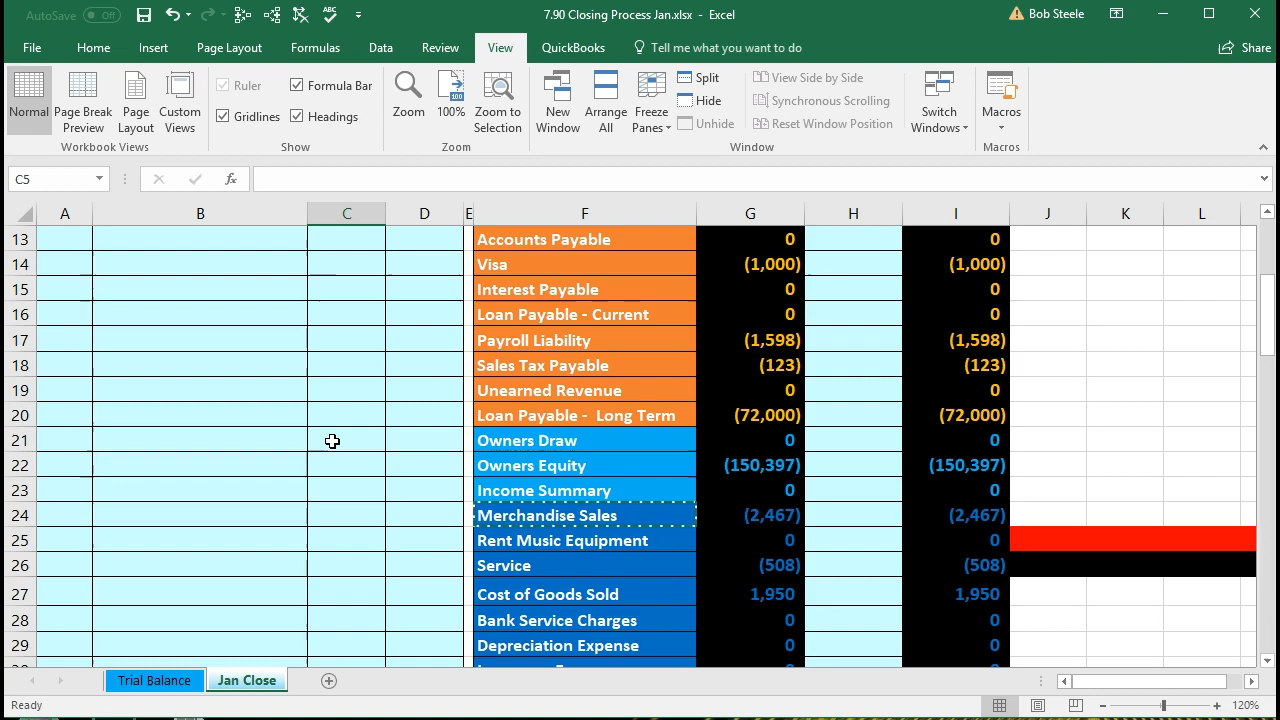 AutoSave Off 7.90 Closing Process Jan.xlsx - Excel Bob Steele
File Home Insert Page Layout Formulas Data Review View QuickBooks Tell me what you want to do Share
Normal Page Break Preview Page Layout Custom Views
Workbook Views
Ruler Formula Bar
Gridlines Headings
Show
Zoom 100% Zoom to Selection
100
Zoom
New Window Arrange All Freeze Panes
Split
Hide
Unhide
View Side by Side
Synchronous Scrolling
Reset Window Position
Switch Windows
Window
Macros
Macros
C5 fx
A B C D E F G H I J K L
13 Accounts Payable 0 0
14 Visa (1,000) (1,000)
15 Interest Payable 0 0
16 Loan Payable - Current 0 0
17 Payroll Liability (1,598) (1,598)
18 Sales Tax Payable (123) (123)
19 Unearned Revenue 0 0
20 Loan Payable - Long Term (72,000) (72,000)
21 Owners Draw 0 0
22 Owners Equity (150,397) (150,397)
23 Income Summary 0 0
24 Merchandise Sales (2,467) (2,467)
25 Rent Music Equipment 0 0
26 Service (508) (508)
27 Cost of Goods Sold 1,950 1,950
28 Bank Service Charges 0 0
29 Depreciation Expense 0 0
Trial Balance Jan Close
Ready 120%